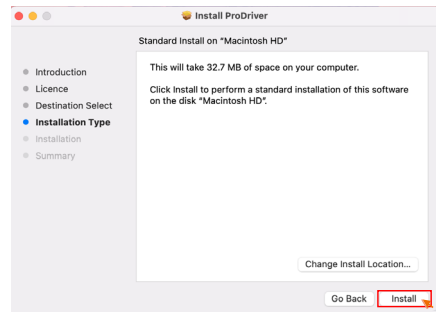 Install ProDriver
Standard Install on “Macintosh HD”
Introduction
Licence
Destination Select
Installation Type
Installation
Summary
This will take 32.7 MB of space on your computer.
Click Install to perform a standard installation of this software
on the disk “Macintosh HD”.
Change Install Location...
Go Back
Install